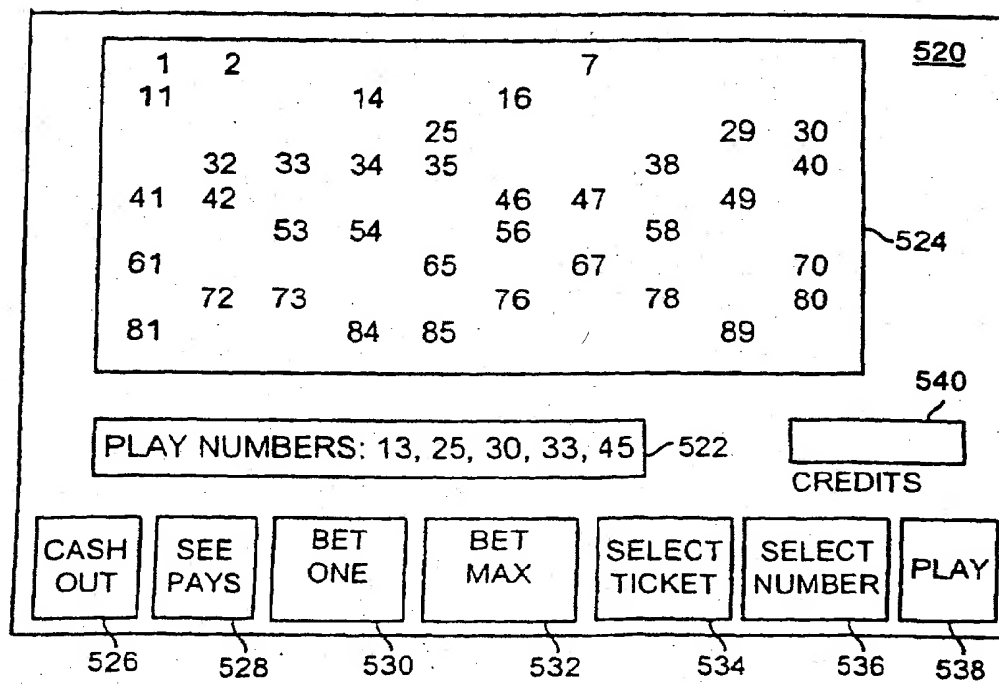 520
1 2 7
11 14 16
25 29 30
32 33 34 35 38 40
41 42 46 47 49
53 54 56 58
524
61 65 67 70
72 73 76 78 80
81 84 85 89
540
PLAY NUMBERS: 13, 25, 30, 33, 45
522
CREDITS
CASH OUT
SEE PAYS
BET ONE
BET MAX
SELECT TICKET
SELECT NUMBER
PLAY
526 528 530 532 534 536 538